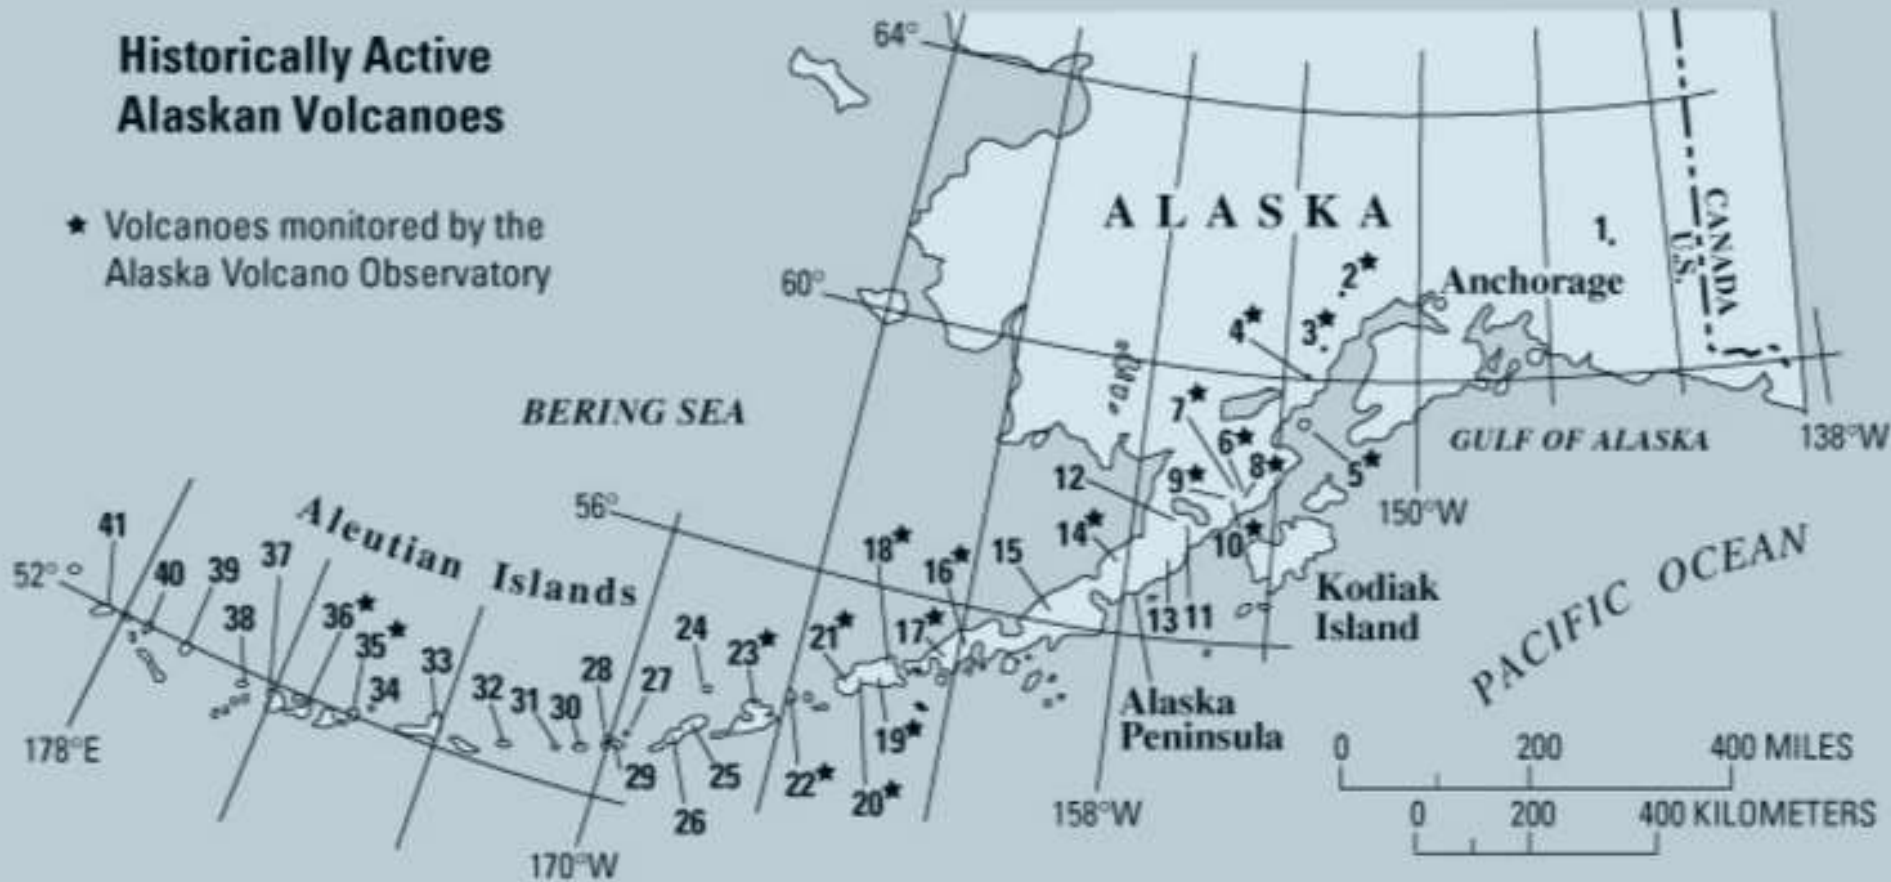 Historically Active
Alaskan Volcanoes
★ Volcanoes monitored by the
Alaska Volcano Observatory
64°
60°
56°
52°
ALASKA
CANADA
U.S.
Anchorage
BERING SEA
GULF OF ALASKA
PACIFIC OCEAN
Aleutian Islands
Kodiak
Island
Alaska
Peninsula
1
2★
3★
4★
5★
6★
7★
8★
9★
10★
11
12
13
14★
15
16★
17★
18★
19★
20★
21★
22★
23★
24
25
26
27
28
29
30
31
32
33
34
35★
36★
37
38
39
40
41
178°E
170°W
158°W
150°W
138°W
0 200 400 MILES
0 200 400 KILOMETERS